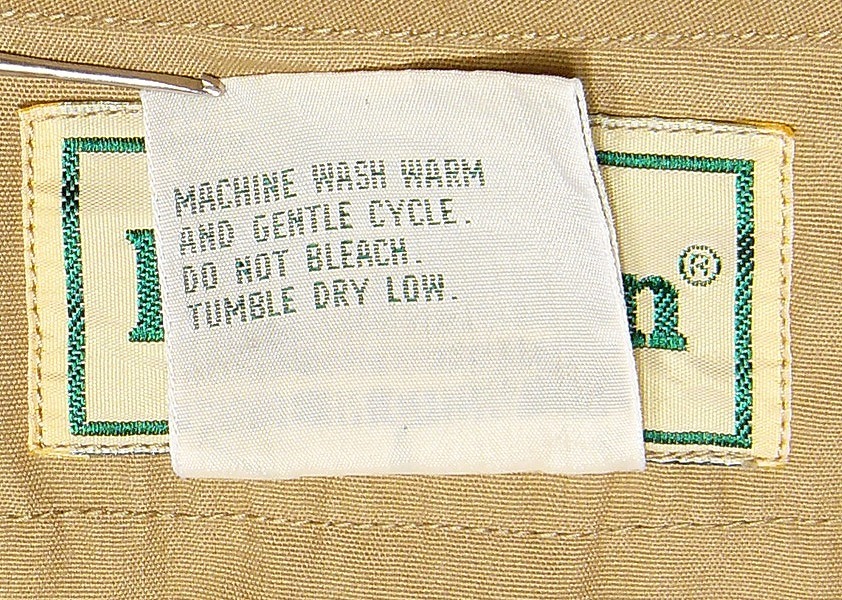 MACHINE WASH WARM
AND GENTLE CYCLE.
DO NOT BLEACH.
TUMBLE DRY LOW.
n®